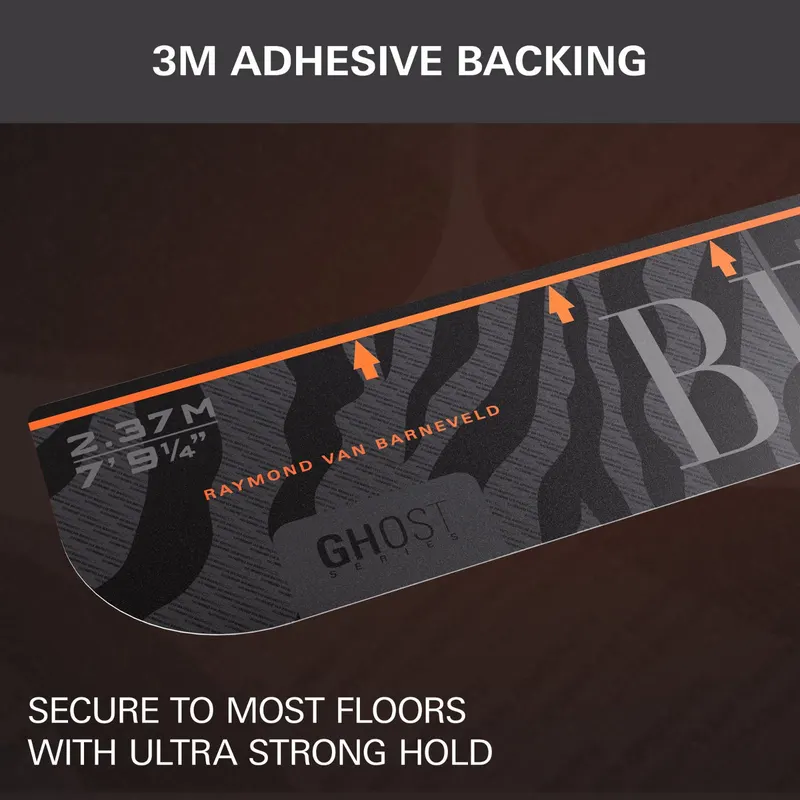 3M ADHESIVE BACKING
2.37M
7' 9¼"
RAYMOND VAN BARNEVELD
GHOST
SERIES
SECURE TO MOST FLOORS
WITH ULTRA STRONG HOLD